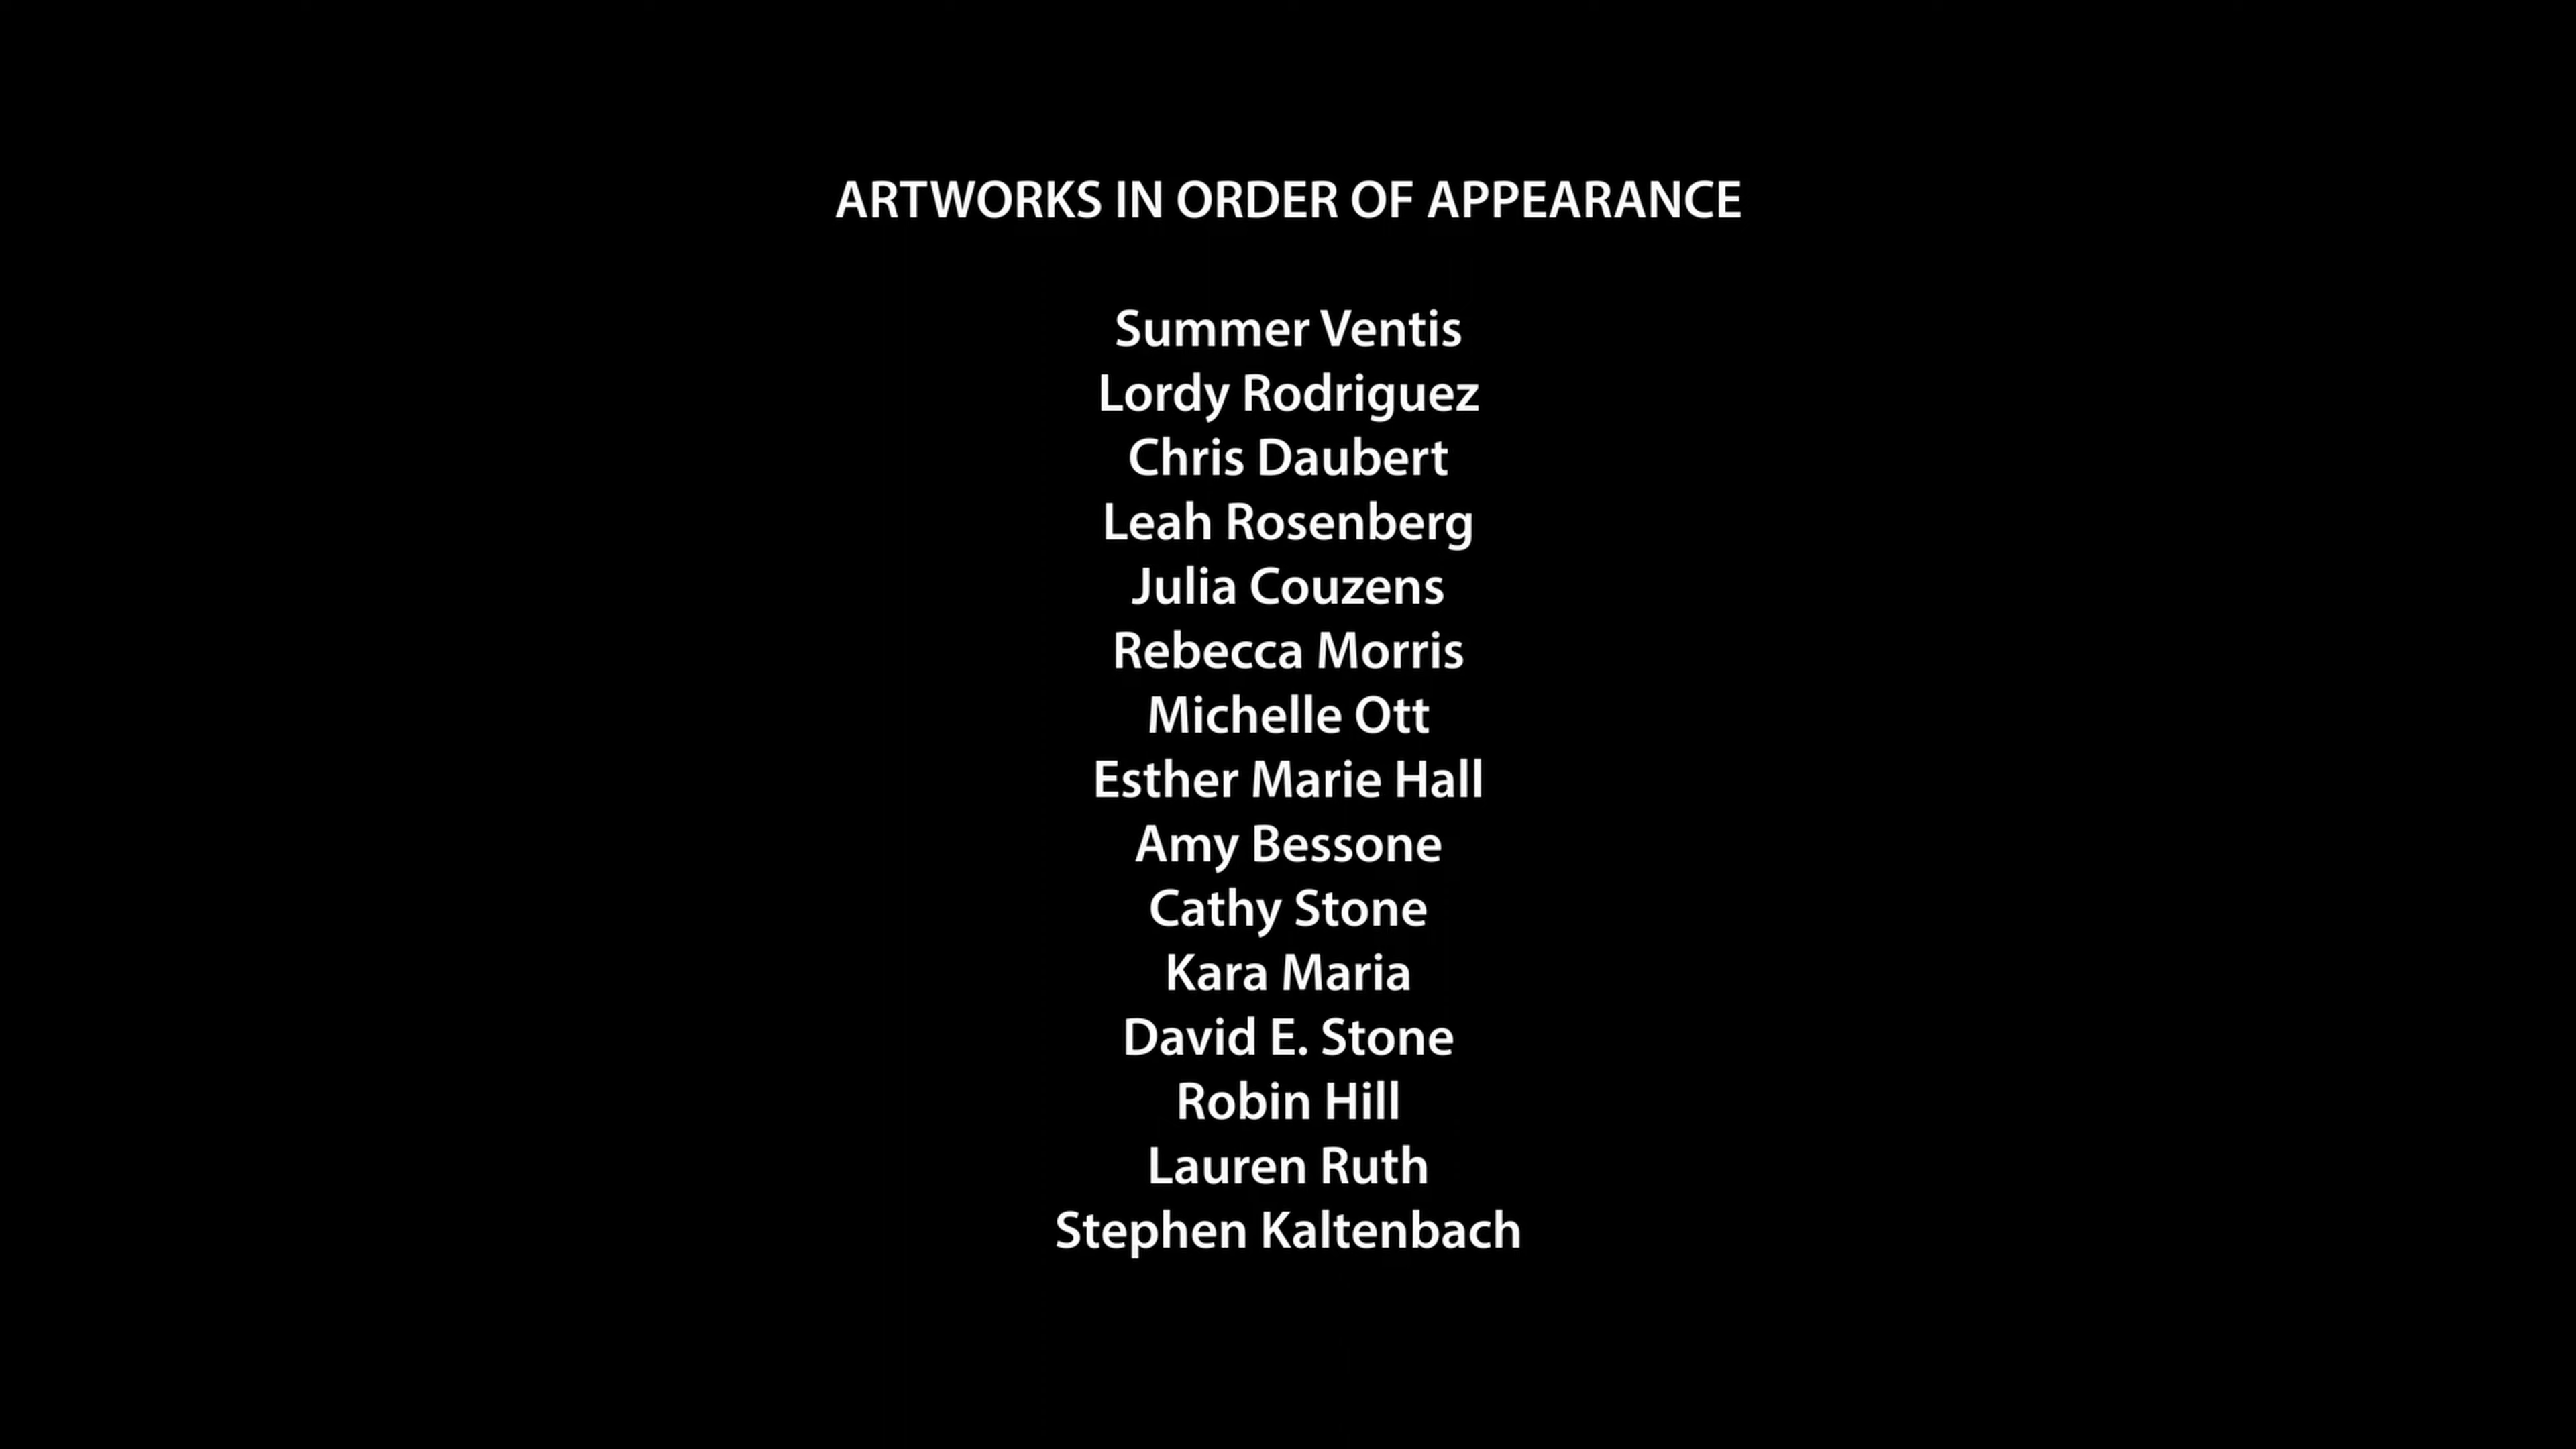 ARTWORKS IN ORDER OF APPEARANCE
Summer Ventis
Lordy Rodriguez
Chris Daubert
Leah Rosenberg
Julia Couzens
Rebecca Morris
Michelle Ott
Esther Marie Hall
Amy Bessone
Cathy Stone
Kara Maria
David E. Stone
Robin Hill
Lauren Ruth
Stephen Kaltenbach